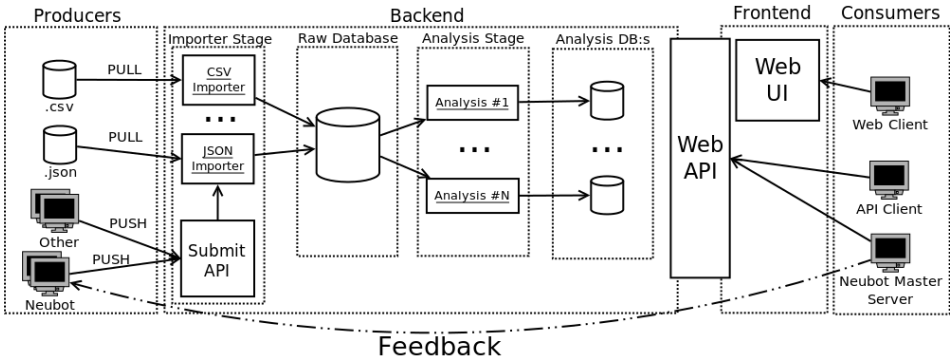 Producers
Backend
Frontend
Consumers
Importer Stage
Raw Database
Analysis Stage
Analysis DB:s
PULL
.csv
CSV
Importer
...
PULL
.json
JSON
Importer
Other
PUSH
PUSH
Neubot
Submit
API
Analysis #1
...
Analysis #N
...
Web
API
Web
UI
Web Client
API Client
Neubot Master
Server
Feedback